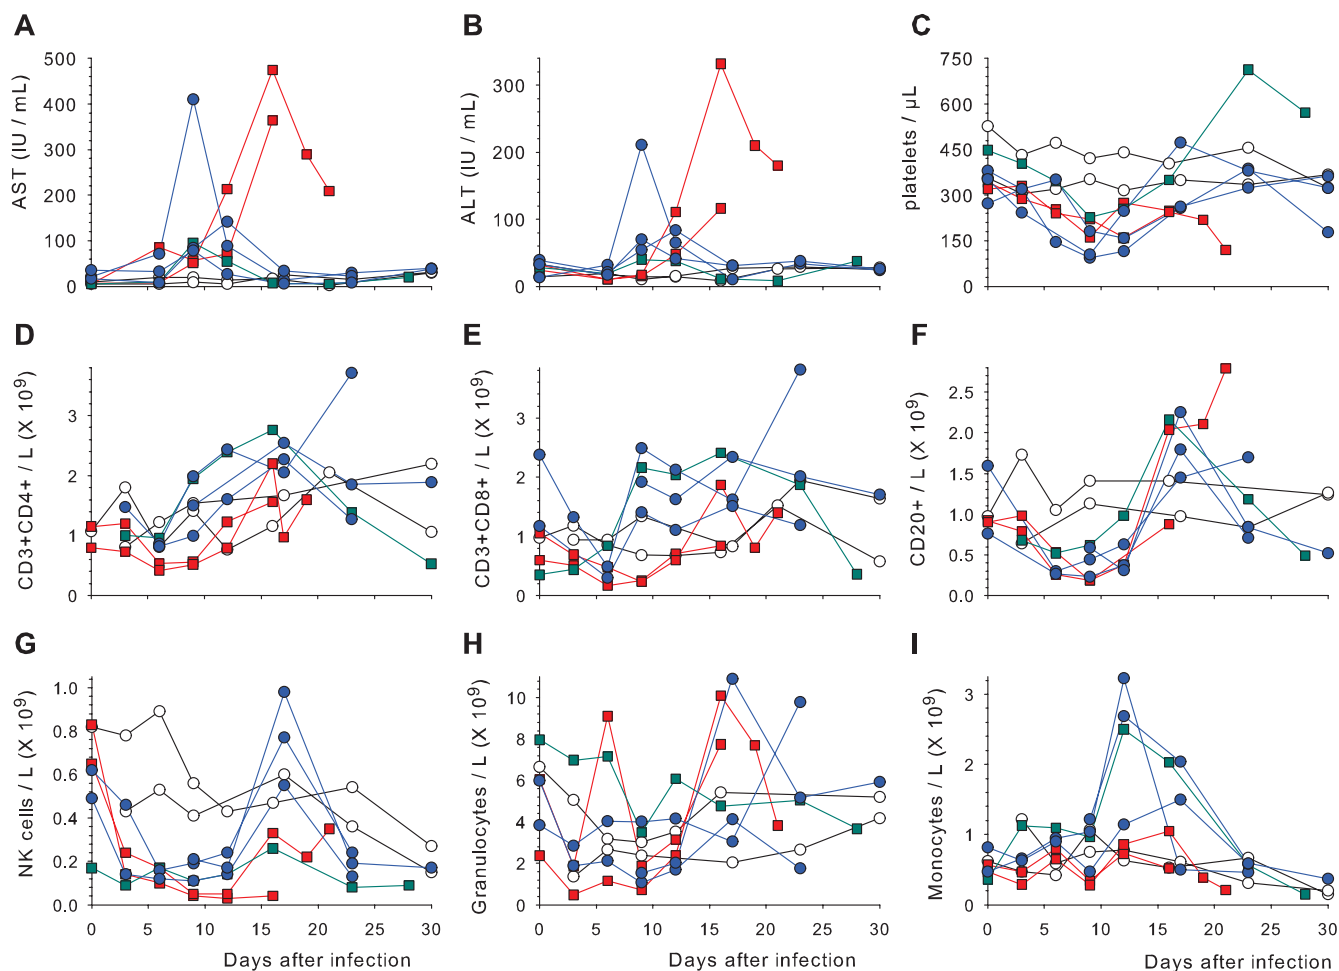 A
AST (IU / mL)
500
400
300
200
100
0
B
ALT (IU / mL)
300
200
100
0
C
platelets / µL
750
600
450
300
150
0
D
CD3+CD4+ / L (X 10⁹)
3
2
1
0
E
CD3+CD8+ / L (X 10⁹)
3
2
1
0
F
CD20+ / L (X 10⁹)
2.5
2.0
1.5
1.0
0.5
0.0
G
NK cells / L (X 10⁹)
1.0
0.8
0.6
0.4
0.2
0.0
0 5 10 15 20 21 25 30
Days after infection
H
Granulocytes / L (X 10⁹)
10
8
6
4
2
0
0 5 10 15 20 25 30
Days after infection
I
Monocytes / L (X 10⁹)
3
2
1
0
0 5 10 15 20 25 30
Days after infection